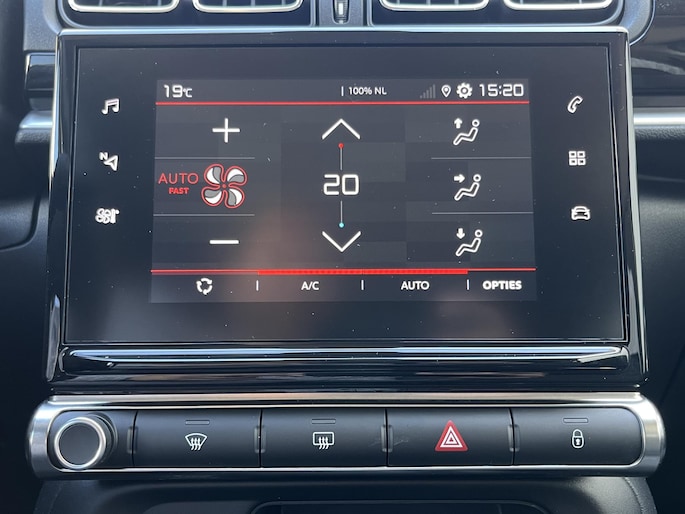 19°C | 100% NL 15:20
N
AUTO
FAST
20
A/C | AUTO | OPTIES